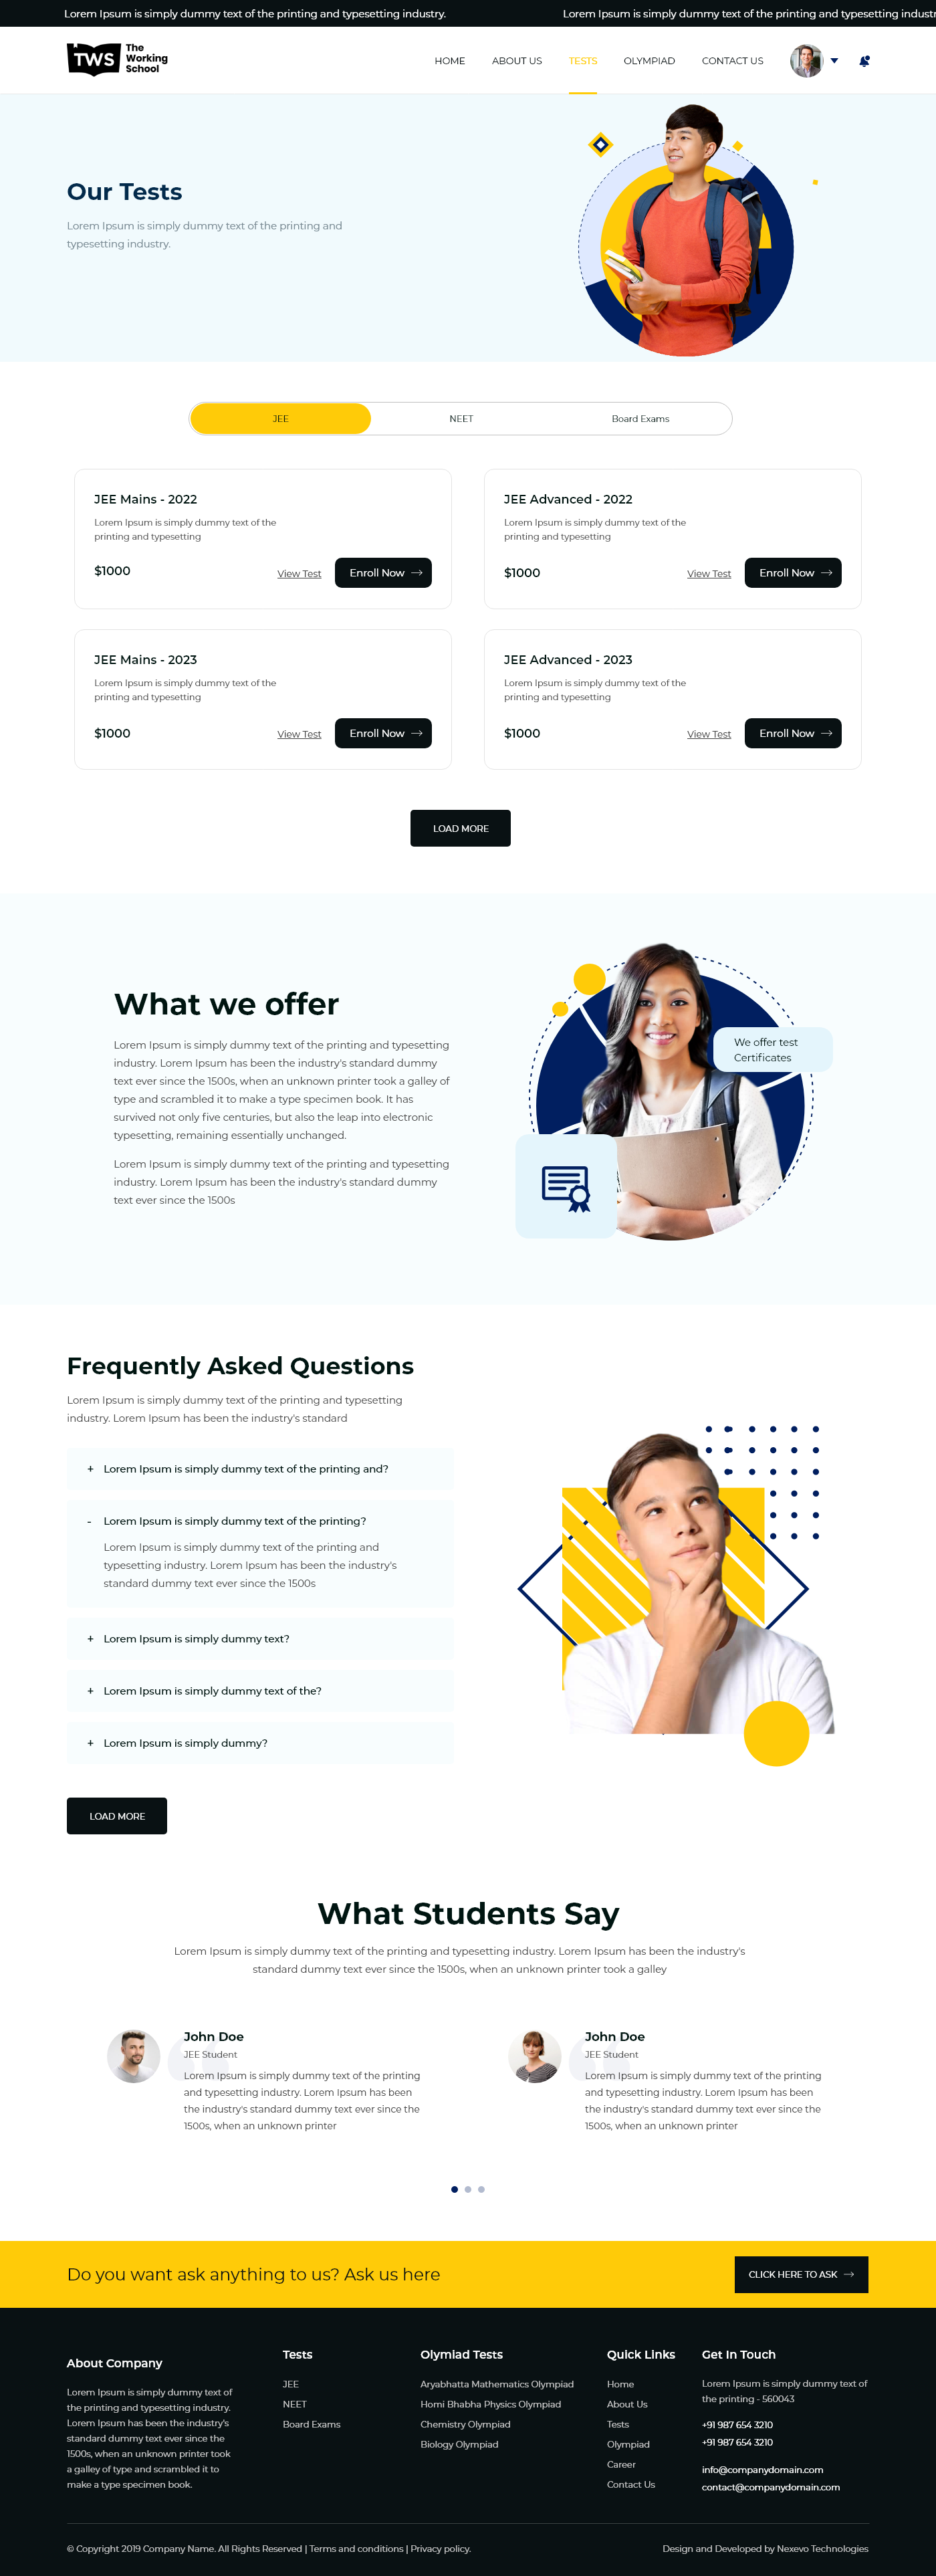 Lorem Ipsum is simply dummy text of the printing and typesetting industry.
Lorem Ipsum is simply dummy text of the printing and typesetting industr
TWS
The
Working
School
HOME
ABOUT US
TESTS
OLYMPIAD
CONTACT US
Our Tests
Lorem Ipsum is simply dummy text of the printing and
typesetting industry.
JEE
NEET
Board Exams
JEE Mains - 2022
Lorem Ipsum is simply dummy text of the
printing and typesetting
$1000
View Test
Enroll Now
JEE Advanced - 2022
Lorem Ipsum is simply dummy text of the
printing and typesetting
$1000
View Test
Enroll Now
JEE Mains - 2023
Lorem Ipsum is simply dummy text of the
printing and typesetting
$1000
View Test
Enroll Now
JEE Advanced - 2023
Lorem Ipsum is simply dummy text of the
printing and typesetting
$1000
View Test
Enroll Now
LOAD MORE
What we offer
Lorem Ipsum is simply dummy text of the printing and typesetting
industry. Lorem Ipsum has been the industry's standard dummy
text ever since the 1500s, when an unknown printer took a galley of
type and scrambled it to make a type specimen book. It has
survived not only five centuries, but also the leap into electronic
typesetting, remaining essentially unchanged.
Lorem Ipsum is simply dummy text of the printing and typesetting
industry. Lorem Ipsum has been the industry's standard dummy
text ever since the 1500s
We offer test
Certificates
Frequently Asked Questions
Lorem Ipsum is simply dummy text of the printing and typesetting
industry. Lorem Ipsum has been the industry's standard
+ Lorem Ipsum is simply dummy text of the printing and?
- Lorem Ipsum is simply dummy text of the printing?
Lorem Ipsum is simply dummy text of the printing and
typesetting industry. Lorem Ipsum has been the industry's
standard dummy text ever since the 1500s
+ Lorem Ipsum is simply dummy text?
+ Lorem Ipsum is simply dummy text of the?
+ Lorem Ipsum is simply dummy?
LOAD MORE
What Students Say
Lorem Ipsum is simply dummy text of the printing and typesetting industry. Lorem Ipsum has been the industry's
standard dummy text ever since the 1500s, when an unknown printer took a galley
John Doe
JEE Student
Lorem Ipsum is simply dummy text of the printing
and typesetting industry. Lorem Ipsum has been
the industry's standard dummy text ever since the
1500s, when an unknown printer
John Doe
JEE Student
Lorem Ipsum is simply dummy text of the printing
and typesetting industry. Lorem Ipsum has been
the industry's standard dummy text ever since the
1500s, when an unknown printer
Do you want ask anything to us? Ask us here
CLICK HERE TO ASK
About Company
Lorem Ipsum is simply dummy text of
the printing and typesetting industry.
Lorem Ipsum has been the industry's
standard dummy text ever since the
1500s, when an unknown printer took
a galley of type and scrambled it to
make a type specimen book.
Tests
JEE
NEET
Board Exams
Olymiad Tests
Aryabhatta Mathematics Olympiad
Homi Bhabha Physics Olympiad
Chemistry Olympiad
Biology Olympiad
Quick Links
Home
About Us
Tests
Olympiad
Career
Contact Us
Get In Touch
Lorem Ipsum is simply dummy text of
the printing - 560043
+91 987 654 3210
+91 987 654 3210
info@companydomain.com
contact@companydomain.com
© Copyright 2019 Company Name. All Rights Reserved | Terms and conditions | Privacy policy.
Design and Developed by Nexevo Technologies